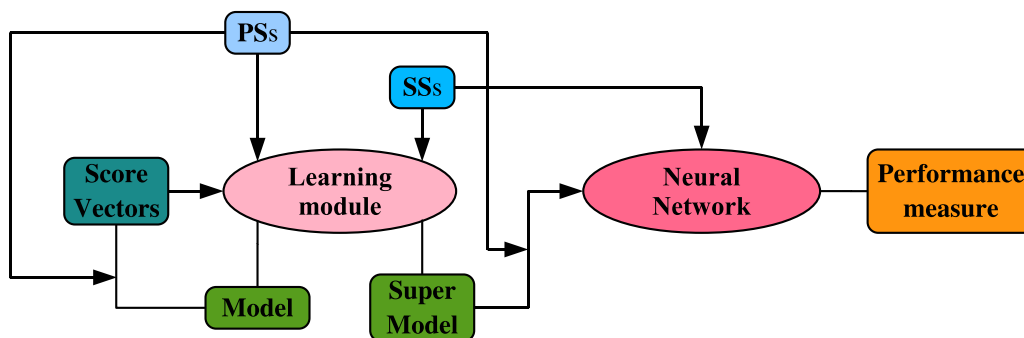 PSs
SSs
Score
Vectors
Learning
module
Neural
Network
Performance
measure
Model
Super
Model